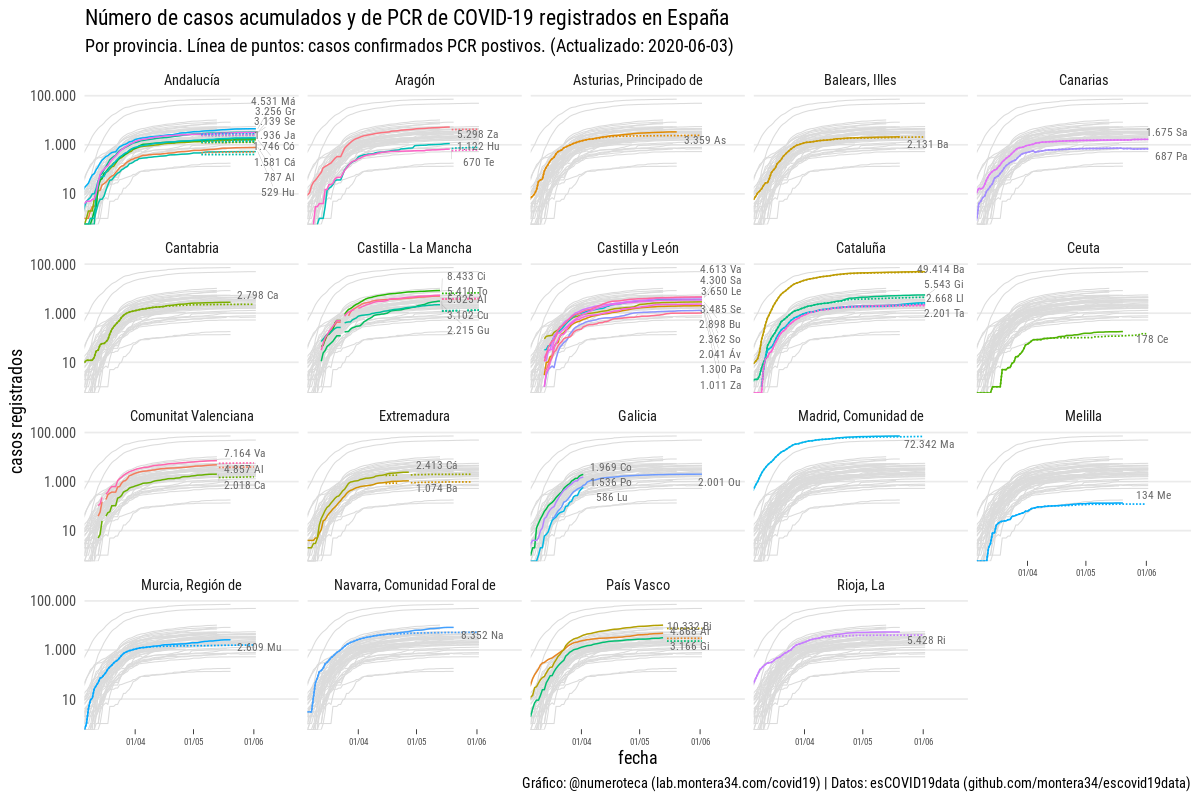 Número de casos acumulados y de PCR de COVID-19 registrados en España
Por provincia. Línea de puntos: casos confirmados PCR postivos. (Actualizado: 2020-06-03)
casos registrados
Andalucía
Aragón
Asturias, Principado de
Balears, Illes
Canarias
100.000
1.000
10
4.531 Má
3.256 Gr
3.139 Se
1.936 Ja
1.746 Có
1.581 Cá
787 Al
529 Hu
5.298 Za
1.122 Hu
670 Te
3.359 As
2.131 Ba
1.675 Sa
687 Pa
Cantabria
Castilla - La Mancha
Castilla y León
Cataluña
Ceuta
100.000
1.000
10
2.798 Ca
8.433 Ci
5.410 To
5.025 Al
3.102 Cu
2.215 Gu
4.613 Va
4.300 Sa
3.650 Le
3.485 Se
2.898 Bu
2.362 So
2.041 Áv
1.300 Pa
1.011 Za
49.414 Ba
5.543 Gi
2.668 Ll
2.201 Ta
178 Ce
Comunitat Valenciana
Extremadura
Galicia
Madrid, Comunidad de
Melilla
100.000
1.000
10
7.164 Va
4.857 Al
2.018 Ca
2.413 Cá
1.074 Ba
1.969 Co
1.536 Po
586 Lu
2.001 Ou
72.342 Ma
134 Me
01/04
01/05
01/06
Murcia, Región de
Navarra, Comunidad Foral de
País Vasco
Rioja, La
100.000
1.000
10
2.609 Mu
8.352 Na
10.332 Bi
4.868 Al
3.166 Gi
5.428 Ri
01/04
01/05
01/06
01/04
01/05
01/06
01/04
01/05
01/06
01/04
01/05
01/06
fecha
Gráfico: @numeroteca (lab.montera34.com/covid19) | Datos: esCOVID19data (github.com/montera34/escovid19data)